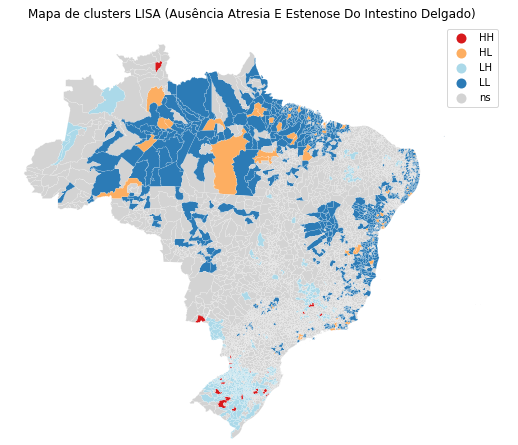 Mapa de clusters LISA (Ausência Atresia E Estenose Do Intestino Delgado)
HH
HL
LH
LL
ns